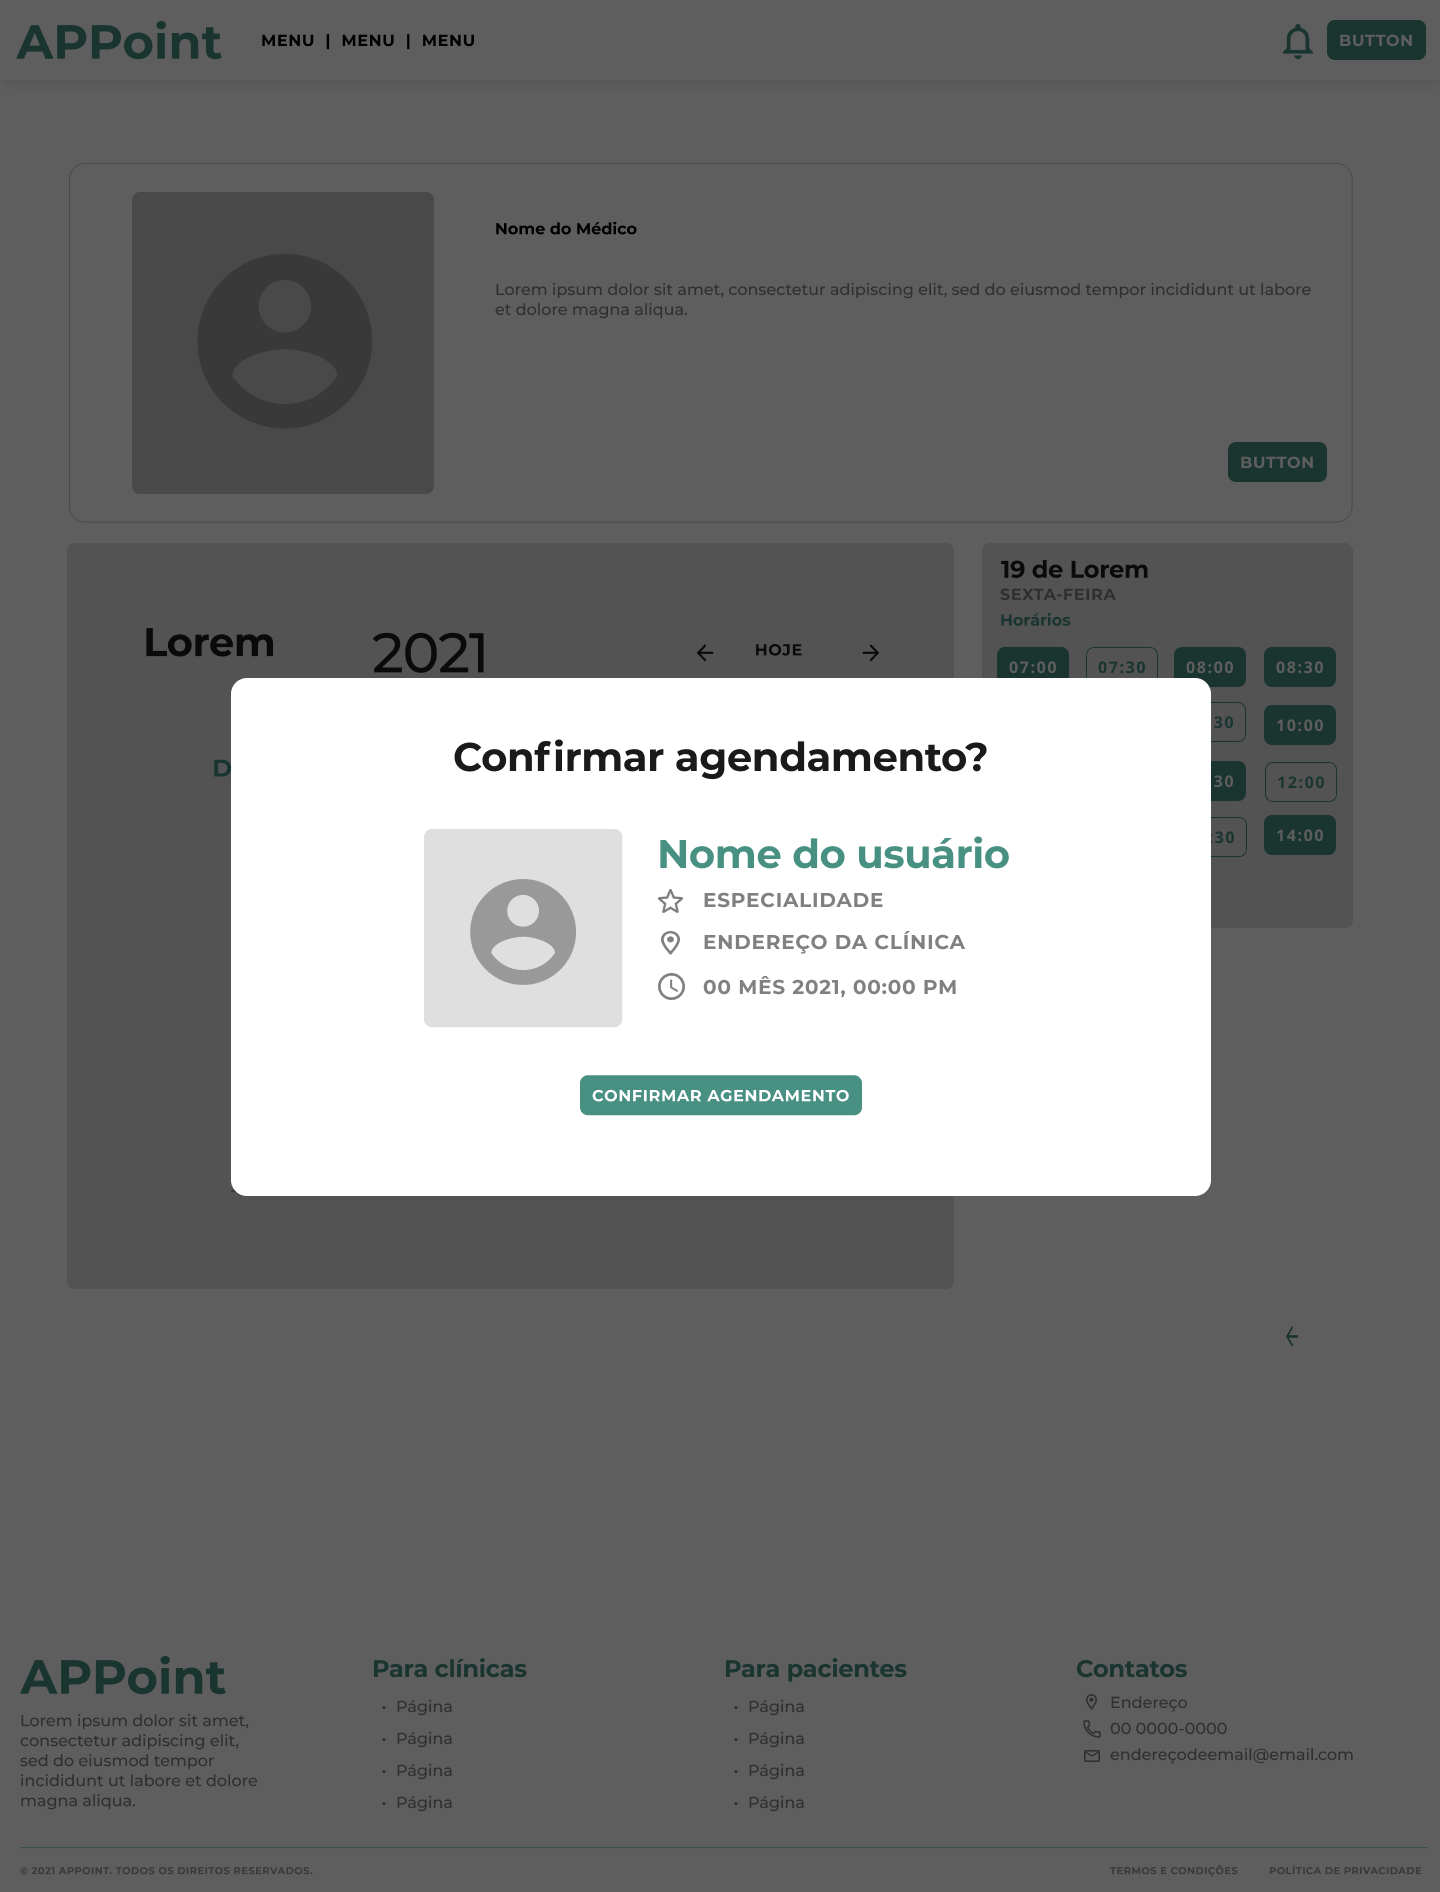 APPoint
MENU | MENU | MENU
BUTTON
Nome do Médico
Lorem ipsum dolor sit amet, consectetur adipiscing elit, sed do eiusmod tempor incididunt ut labore
et dolore magna aliqua.
BUTTON
Lorem
2021
HOJE
19 de Lorem
SEXTA-FEIRA
Horários
07:00
07:30
08:00
08:30
:30
10:00
:30
12:00
:30
14:00
D
Confirmar agendamento?
Nome do usuário
ESPECIALIDADE
ENDEREÇO DA CLÍNICA
00 MÊS 2021, 00:00 PM
CONFIRMAR AGENDAMENTO
APPoint
Lorem ipsum dolor sit amet,
consectetur adipiscing elit,
sed do eiusmod tempor
incididunt ut labore et dolore
magna aliqua.
Para clínicas
• Página
• Página
• Página
• Página
Para pacientes
• Página
• Página
• Página
• Página
Contatos
Endereço
00 0000-0000
endereçodeemail@email.com
© 2021 APPOINT. TODOS OS DIREITOS RESERVADOS.
TERMOS E CONDIÇÕES
POLÍTICA DE PRIVACIDADE